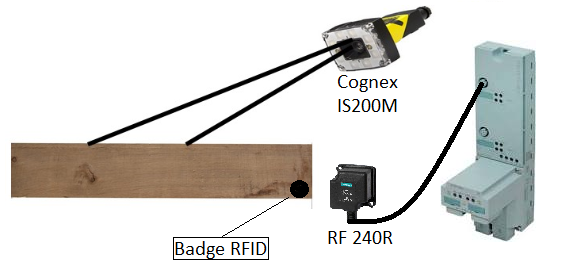 Cognex
IS200M
RF 240R
Badge RFID